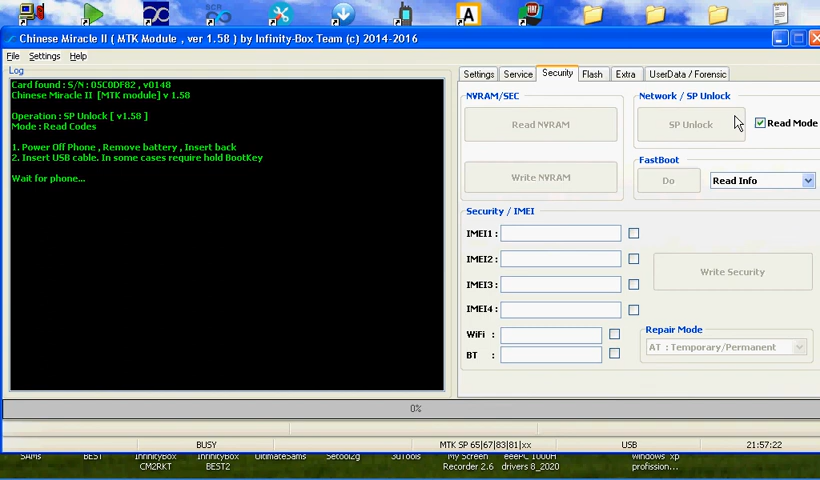 SCR
A
Chinese Miracle II ( MTK Module , ver 1.58 ) by Infinity-Box Team (c) 2014-2016
File Settings Help
Log
Card found : S/N : 05C0DF82 , v0148
Chinese Miracle II [MTK module] v 1.58
Operation : SP Unlock [ v1.58 ]
Mode : Read Codes
1. Power Off Phone , Remove battery , Insert back
2. Insert USB cable. In some cases require hold BootKey
Wait for phone...
Settings Service Security Flash Extra UserData / Forensic
NVRAM/SEC
Read NVRAM
Write NVRAM
Network / SP Unlock
SP Unlock
Read Mode
FastBoot
Do
Read Info
Security / IMEI
IMEI1 :
IMEI2 :
IMEI3 :
IMEI4 :
WiFi :
BT :
Write Security
Repair Mode
AT : Temporary/Permanent
0%
BUSY
MTK SP 65|67|83|81|xx
USB
21:57:22
SAMs
BEST
InfinityBox
CM2RKT
InfinityBox
BEST2
UltimateSams
Setool2g
3uTools
My Screen
Recorder 2.6
eeePC 1000H
drivers 8_2020
windows xp
profission...